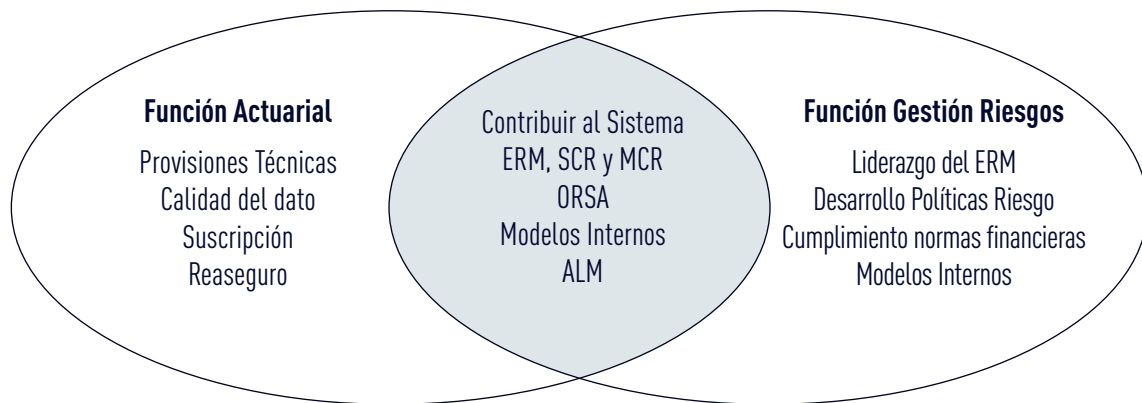 Función Actuarial
Provisiones Técnicas
Calidad del dato
Suscripción
Reaseguro
Contribuir al Sistema
ERM, SCR y MCR
ORSA
Modelos Internos
ALM
Función Gestión Riesgos
Liderazgo del ERM
Desarrollo Políticas Riesgo
Cumplimiento normas financieras
Modelos Internos